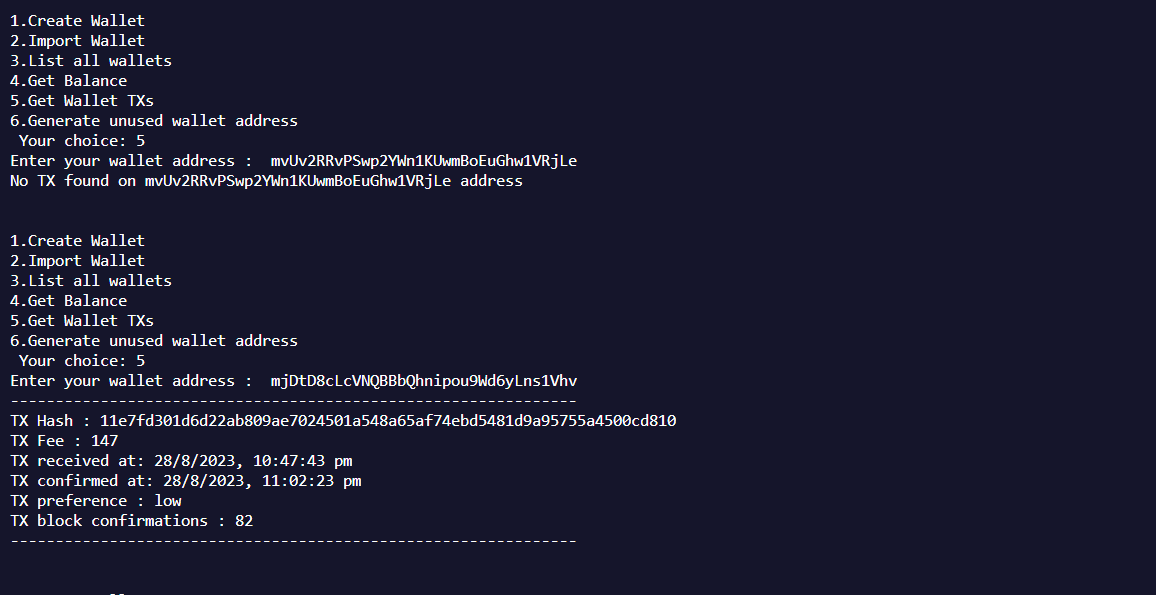 1.Create Wallet
2.Import Wallet
3.List all wallets
4.Get Balance
5.Get Wallet TXs
6.Generate unused wallet address
Your choice: 5
Enter your wallet address :  mvUv2RRvPSwp2YWn1KUwmBoEuGhw1VRjLe
No TX found on mvUv2RRvPSwp2YWn1KUwmBoEuGhw1VRjLe address
1.Create Wallet
2.Import Wallet
3.List all wallets
4.Get Balance
5.Get Wallet TXs
6.Generate unused wallet address
Your choice: 5
Enter your wallet address :  mjDtD8cLcVNQBBbQhnipou9Wd6yLns1Vhv
---------------------------------------------------------------
TX Hash : 11e7fd301d6d22ab809ae7024501a548a65af74ebd5481d9a95755a4500cd810
TX Fee : 147
TX received at: 28/8/2023, 10:47:43 pm
TX confirmed at: 28/8/2023, 11:02:23 pm
TX preference : low
TX block confirmations : 82
---------------------------------------------------------------